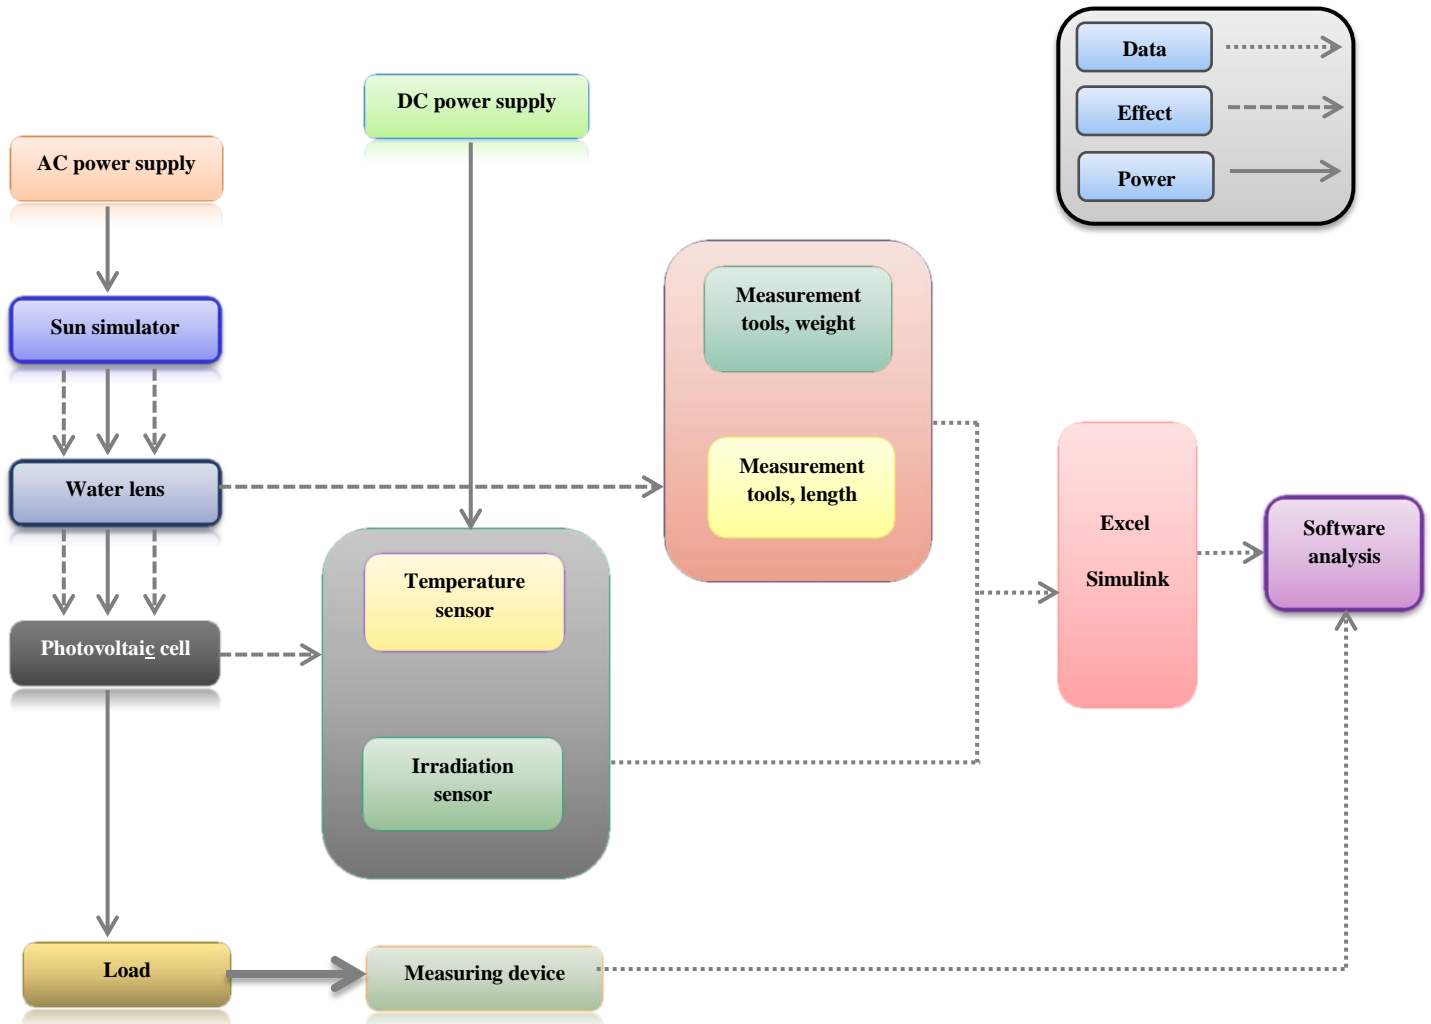 Data
Effect
Power
DC power supply
AC power supply
Sun simulator
Water lens
Photovoltaic cell
Load
Temperature
sensor
Irradiation
sensor
Measuring device
Measurement
tools, weight
Measurement
tools, length
Excel
Simulink
Software
analysis